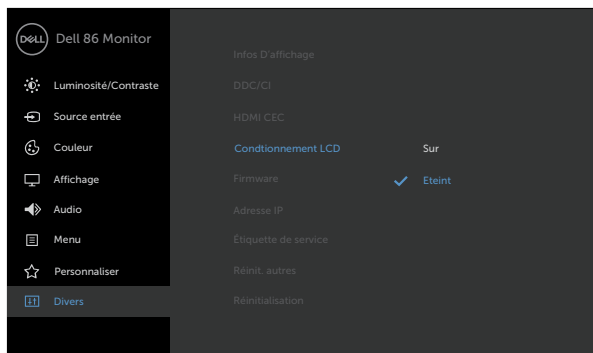 DELL Dell 86 Monitor
Luminosité/Contraste
Source entrée
Couleur
Affichage
Audio
Menu
Personnaliser
Divers
Infos D'affichage
DDC/CI
HDMI CEC
Condtionnement LCD
Firmware
Adresse IP
Étiquette de service
Réinit. autres
Réinitialisation
Sur
Eteint